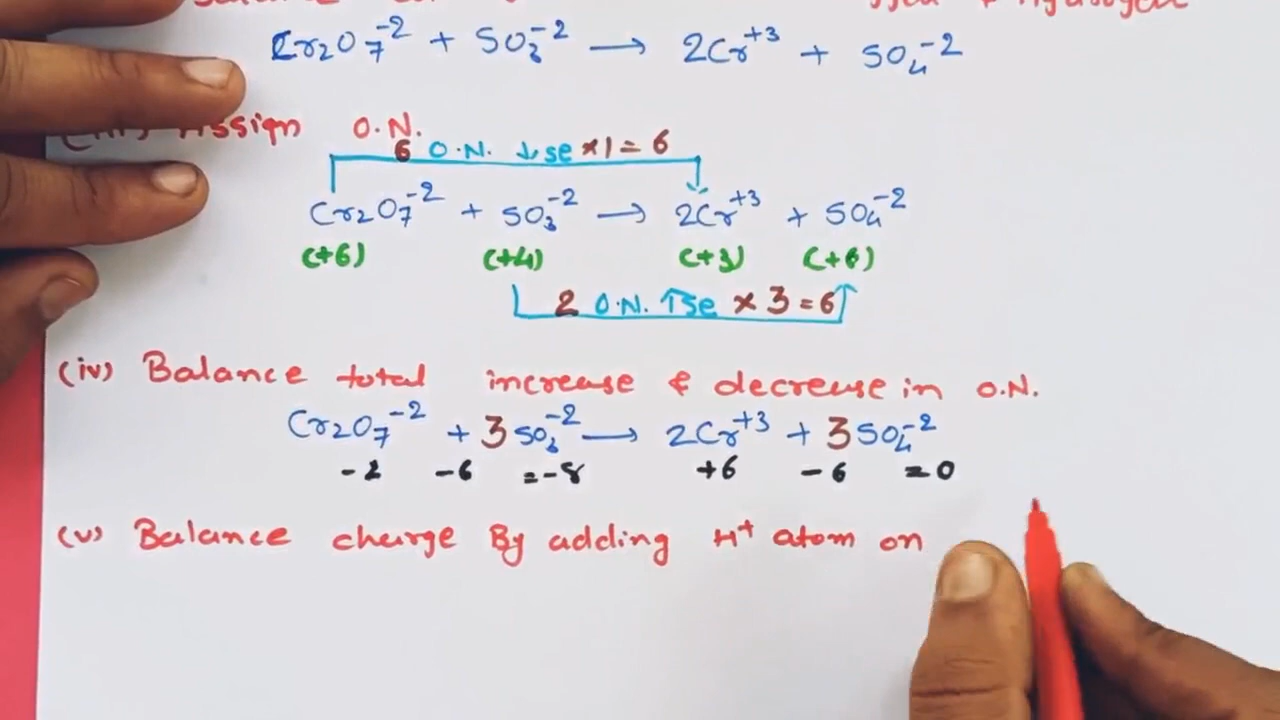 Cr₂O₇⁻² + SO₃⁻² → 2Cr⁺³ + SO₄⁻²
Assign O.N.
6 O.N. ↓se ×1 = 6
Cr₂O₇⁻² + SO₃⁻² → 2Cr⁺³ + SO₄⁻²
(+6) (+4) (+3) (+6)
2 O.N. ↑se × 3 = 6
(iv) Balance total increase & decrease in O.N.
Cr₂O₇⁻² + 3SO₃⁻² → 2Cr⁺³ + 3SO₄⁻²
-2 -6 =-8 +6 -6 =0
(v) Balance charge By adding H⁺ atom on